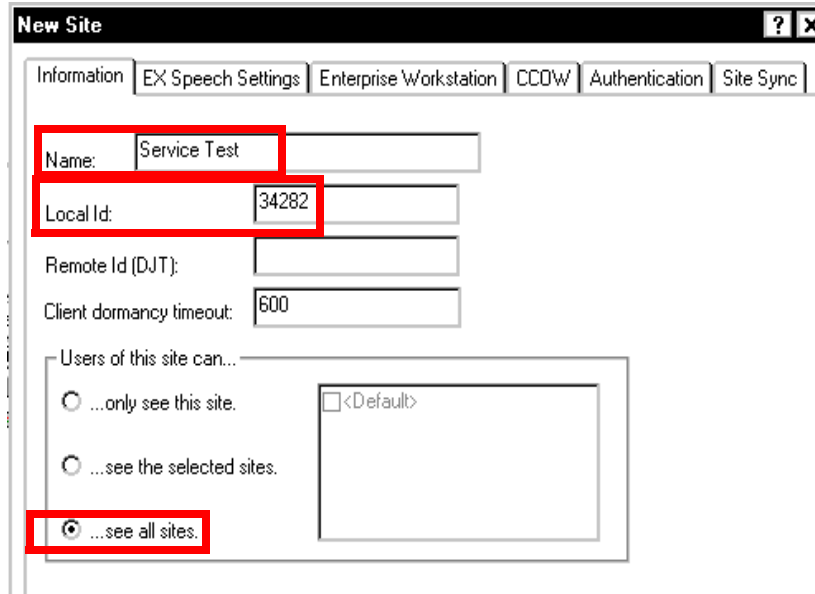 New Site ? X
Information EX Speech Settings Enterprise Workstation CCOW Authentication Site Sync
Name: Service Test
Local Id: 34282
Remote Id (DJT):
Client dormancy timeout: 600
Users of this site can...
...only see this site.
<Default>
...see the selected sites.
...see all sites.